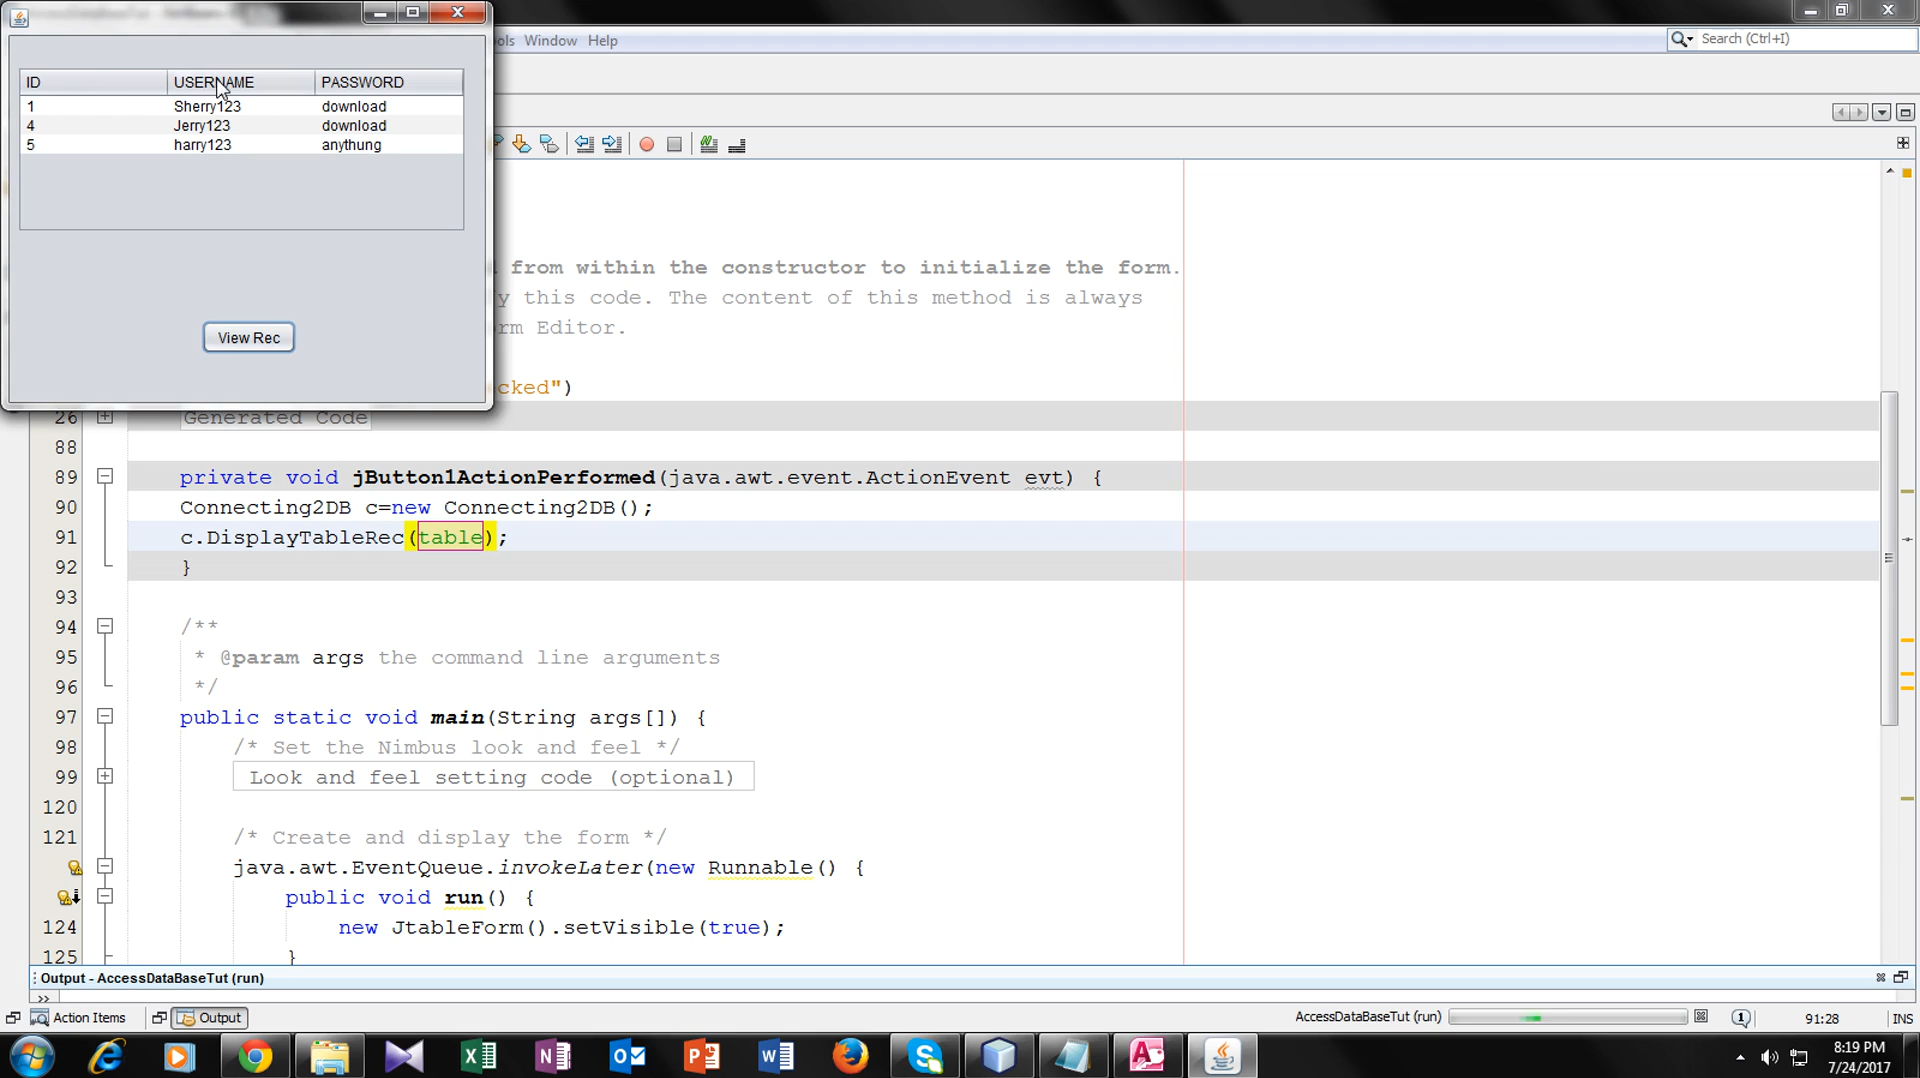 ols Window Help
Search (Ctrl+I)
ID USERNAME PASSWORD
1 Sherry123 download
4 Jerry123 download
5 harry123 anythung
View Rec
from within the constructor to initialize the form.
this code. The content of this method is always
rm Editor.
cked")
26 Generated Code
88
89 private void jButton1ActionPerformed(java.awt.event.ActionEvent evt) {
90 Connecting2DB c=new Connecting2DB();
91 c.DisplayTableRec(table);
92 }
93
94 /**
95 * @param args the command line arguments
96 */
97 public static void main(String args[]) {
98 /* Set the Nimbus look and feel */
99 Look and feel setting code (optional)
120
121 /* Create and display the form */
java.awt.EventQueue.invokeLater(new Runnable() {
public void run() {
124 new JtableForm().setVisible(true);
125 }
Output - AccessDataBaseTut (run)
>>
Action Items Output AccessDataBaseTut (run) 91:28 INS
8:19 PM
7/24/2017